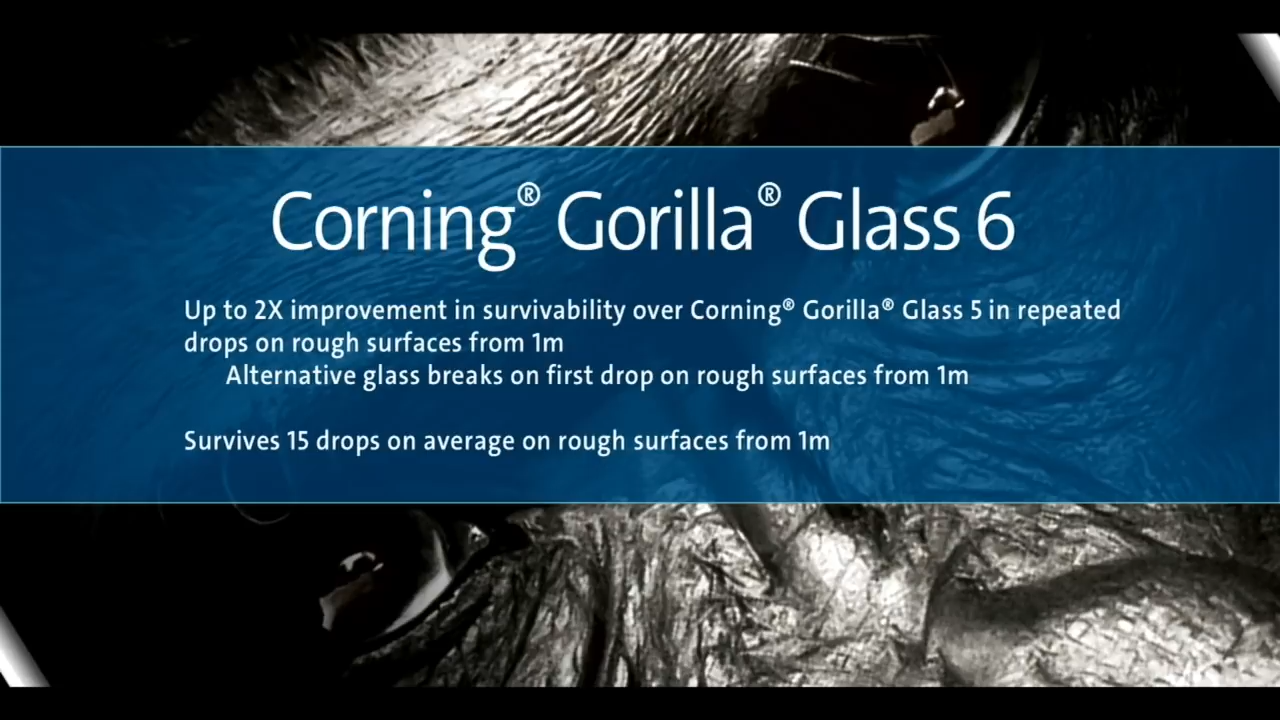 Corning® Gorilla® Glass 6
Up to 2X improvement in survivability over Corning® Gorilla® Glass 5 in repeated
drops on rough surfaces from 1m
Alternative glass breaks on first drop on rough surfaces from 1m
Survives 15 drops on average on rough surfaces from 1m